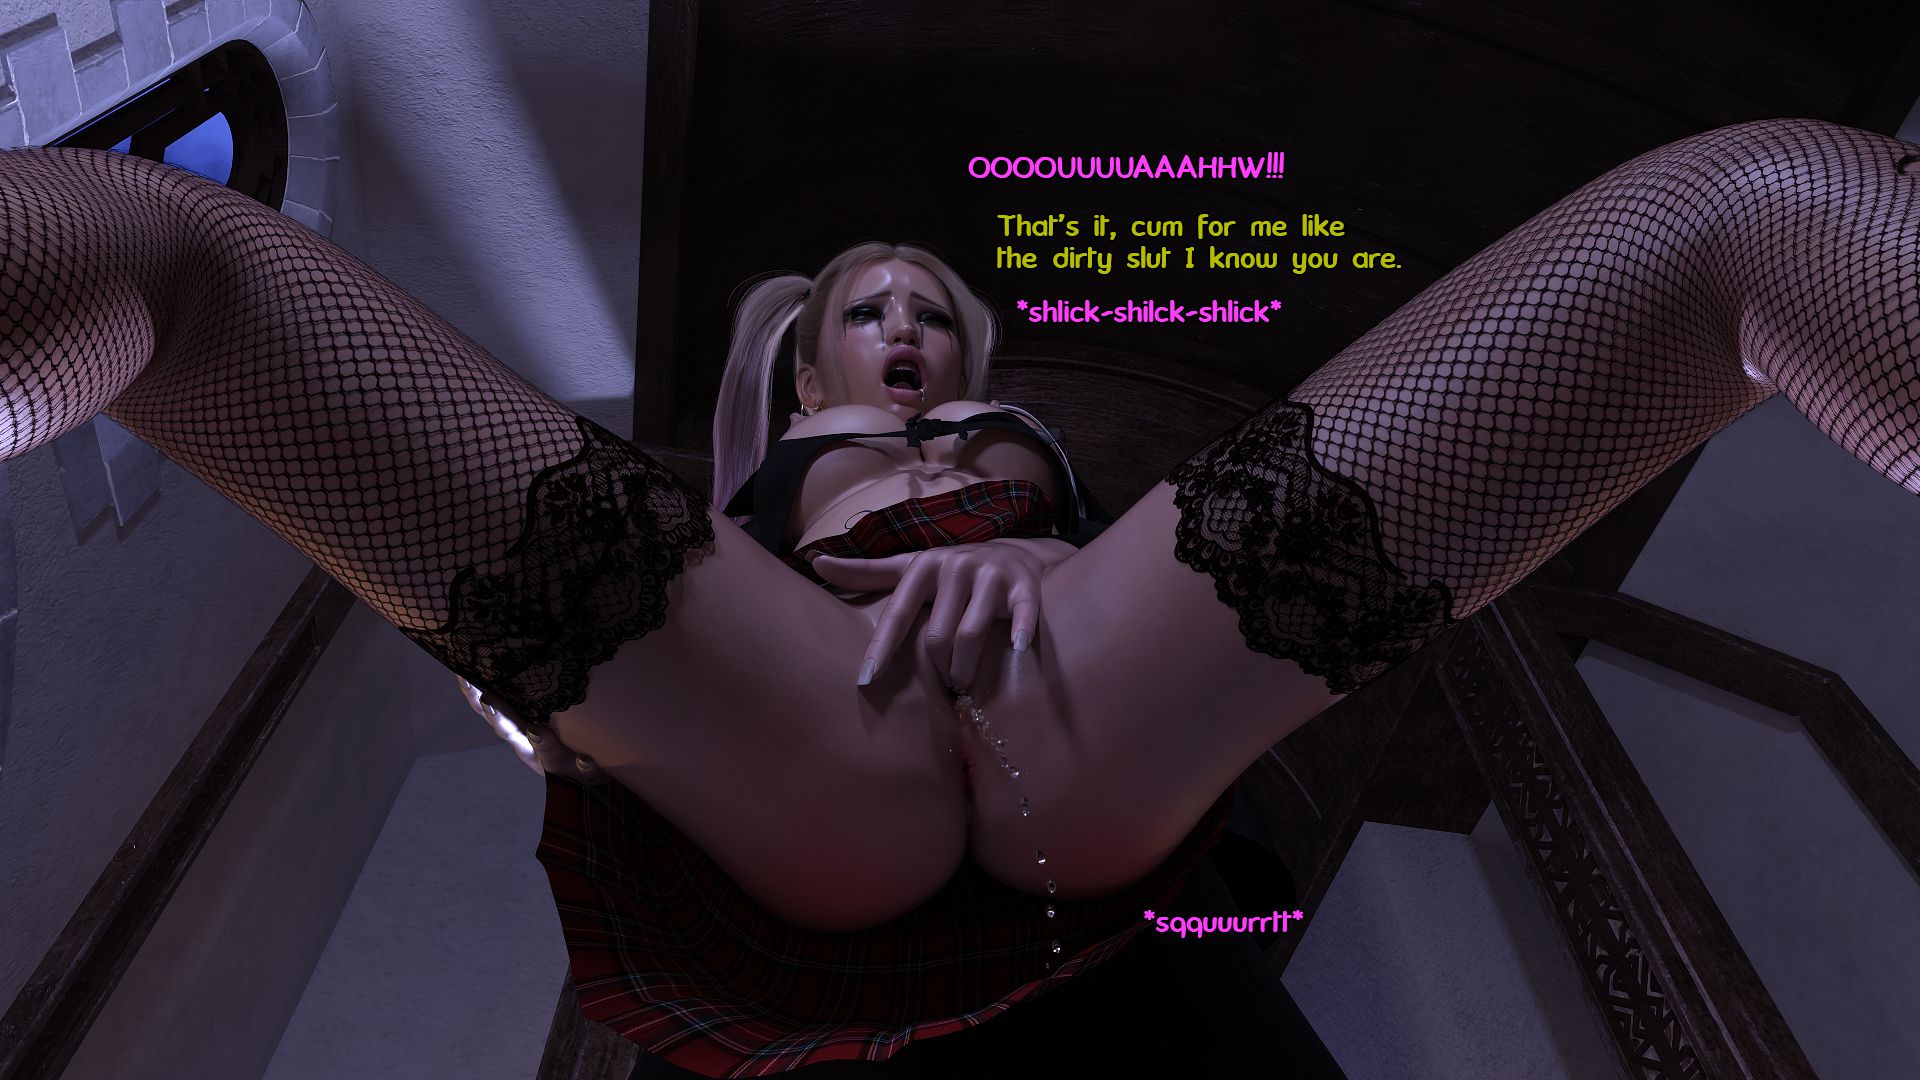 OOOOUUUUAAAHHW!!!
That's it, cum for me like
the dirty slut I know you are.
*shlick-shilck-shlick*
*sqquuurrtt*